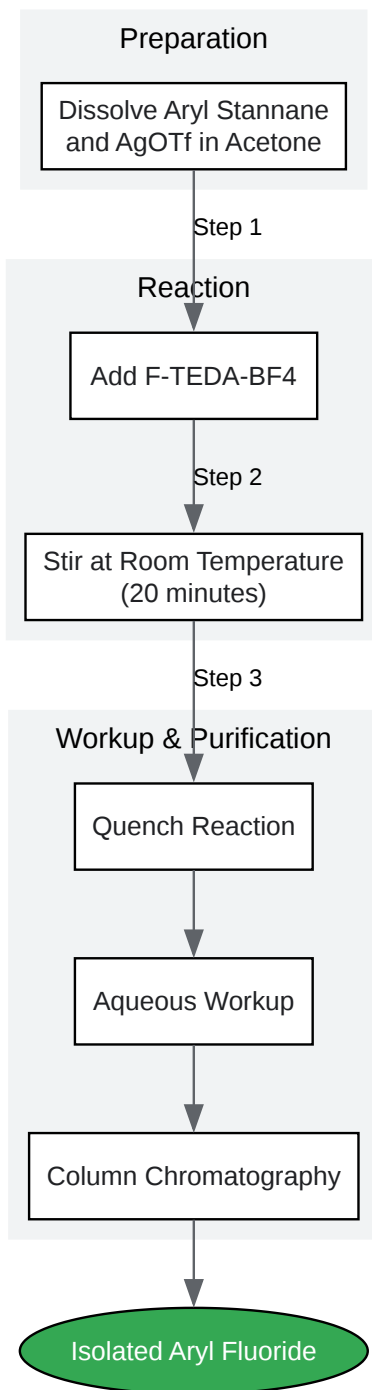 Preparation
Dissolve Aryl Stannane
and AgOTf in Acetone
Step 1
Reaction
Add F-TEDA-BF4
Step 2
Stir at Room Temperature
(20 minutes)
Step 3
Workup & Purification
Quench Reaction
Aqueous Workup
Column Chromatography
Isolated Aryl Fluoride